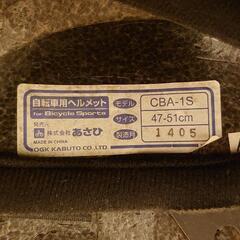 自転車用ヘルメット
for Bicycle Sports
発売元
株式会社あさひ
MADE IN CHINA
OGK KABUTO CO.,LTD.
モデル CBA-1S
サイズ 47-51cm
製造月 1405